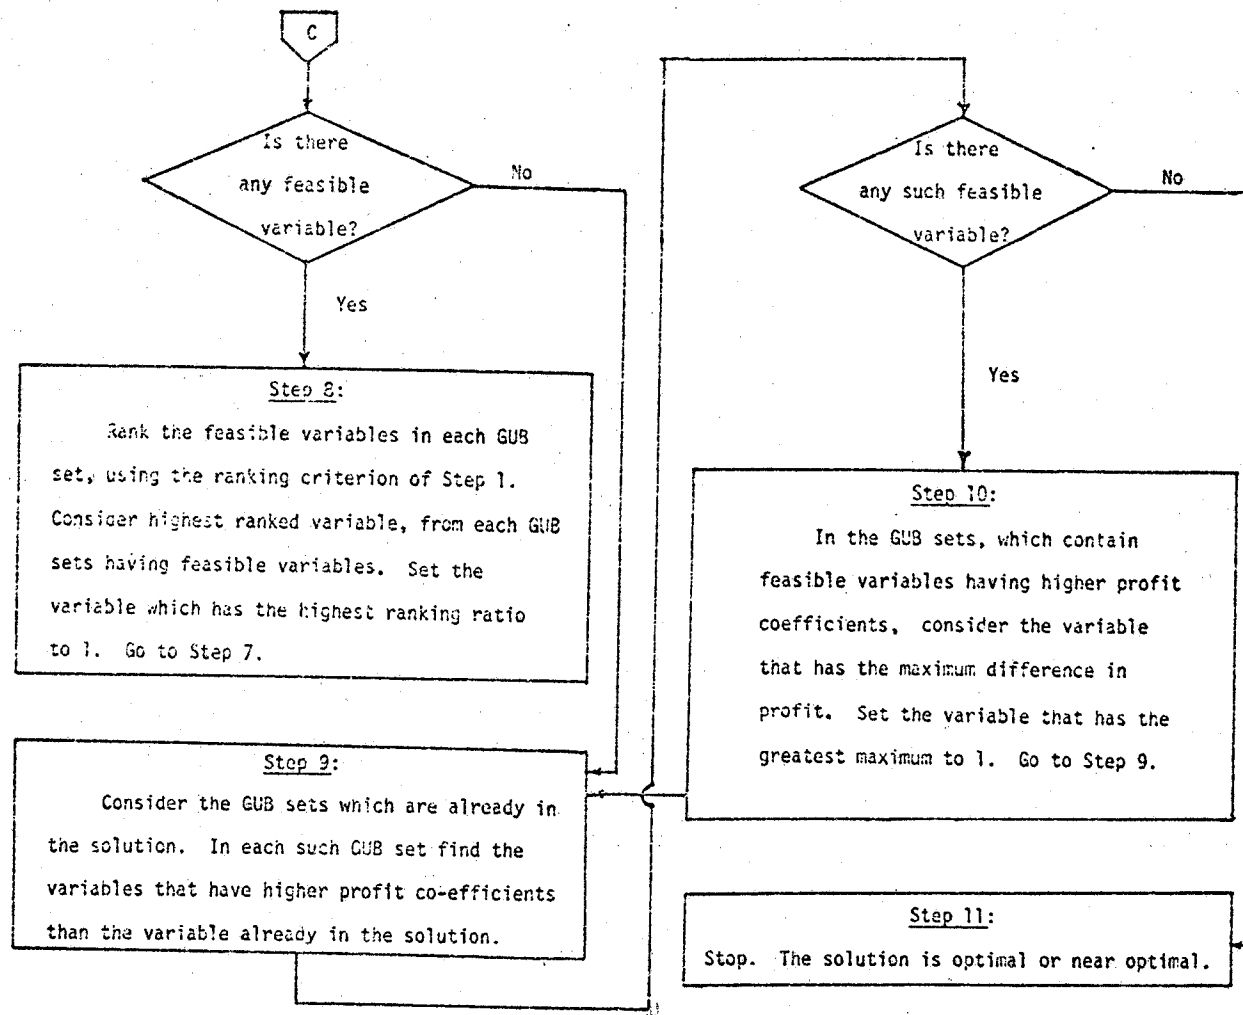 C
Is there
any feasible
variable?
No
Yes
Step 8:
Rank the feasible variables in each GUB
set, using the ranking criterion of Step 1.
Consider highest ranked variable, from each GUB
sets having feasible variables. Set the
variable which has the highest ranking ratio
to 1. Go to Step 7.
Step 9:
Consider the GUB sets which are already in
the solution. In each such GUB set find the
variables that have higher profit co-efficients
than the variable already in the solution.
Is there
any such feasible
variable?
No
Yes
Step 10:
In the GUB sets, which contain
feasible variables having higher profit
coefficients, consider the variable
that has the maximum difference in
profit. Set the variable that has the
greatest maximum to 1. Go to Step 9.
Step 11:
Stop. The solution is optimal or near optimal.